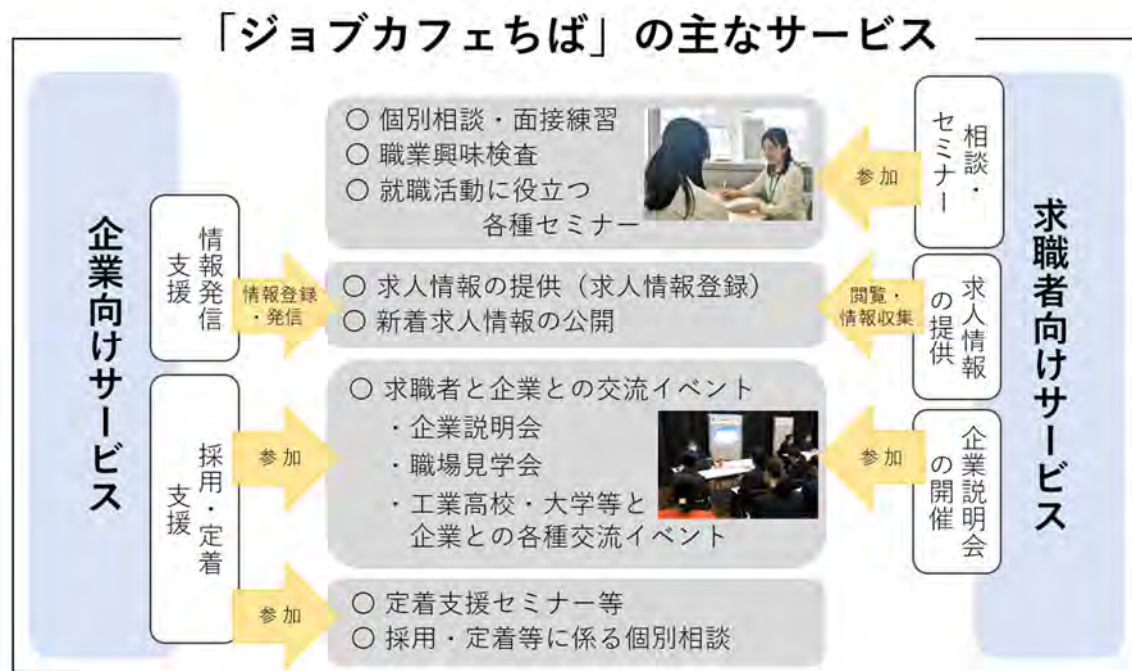 「ジョブカフェちば」の主なサービス
企業向けサービス
情報発信
支援
採用・定着
支援
情報登録
・発信
参加
参加
○ 個別相談・面接練習
○ 職業興味検査
○ 就職活動に役立つ
各種セミナー
○ 求人情報の提供（求人情報登録）
○ 新着求人情報の公開
○ 求職者と企業との交流イベント
・企業説明会
・職場見学会
・工業高校・大学等と
企業との各種交流イベント
○ 定着支援セミナー等
○ 採用・定着等に係る個別相談
参加
閲覧・
情報収集
参加
相談・
セミナー
求人情報
の提供
企業説明会
の開催
求職者向けサービス